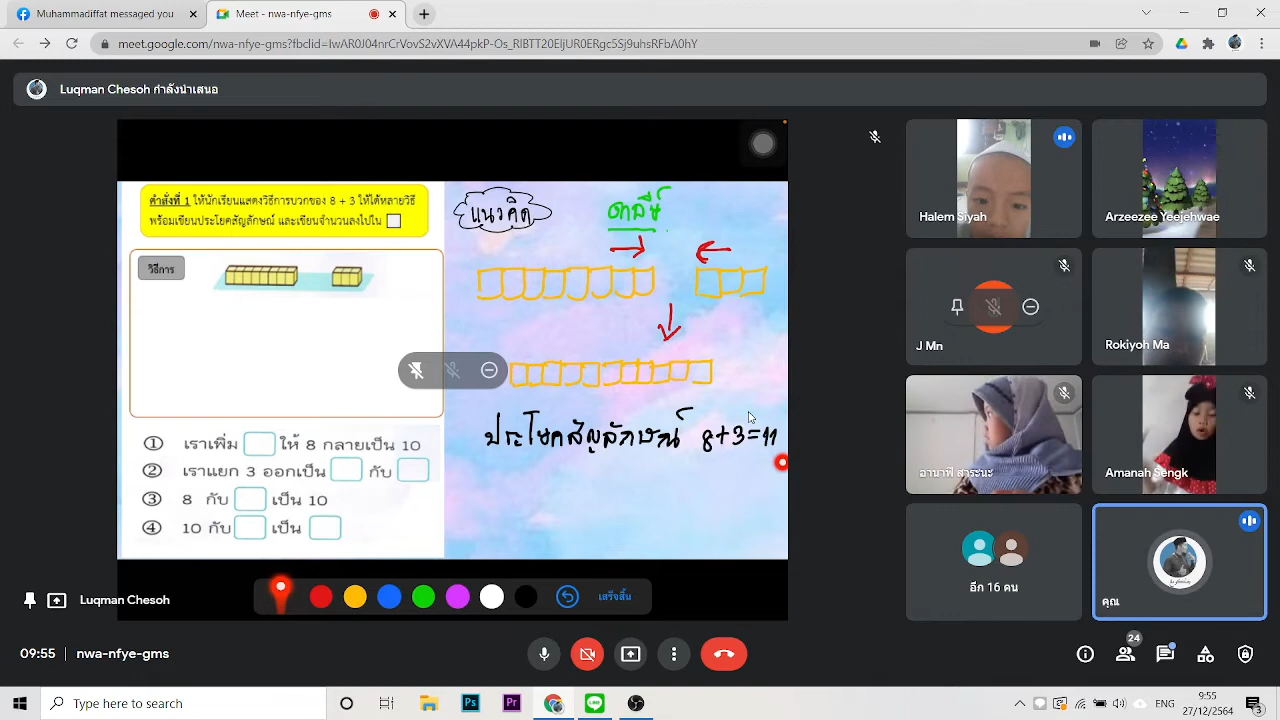 Muhammadifat messaged you
Meet - nwa-nfye-gms
meet.google.com/nwa-nfye-gms?fbclid=IwAR0J04nrCrVovS2vXVA44pkP-Os_RlBTT20EljUR0ERgc5Sj9uhsRFbA0hY
Luqman Chesoh กำลังนำเสนอ
คำสั่งที่ 1 ให้นักเรียนแสดงวิธีการบวกของ 8 + 3 ให้ได้หลายวิธี
พร้อมเขียนประโยคสัญลักษณ์ และเขียนจำนวนลงไปใน
วิธีการ
① เราเพิ่ม ให้ 8 กลายเป็น 10
② เราแยก 3 ออกเป็น กับ
③ 8 กับ เป็น 10
④ 10 กับ เป็น
แนวคิด
ประโยคสัญลักษณ์ 8+3=11
Halem Siyah
Arzeezee Yeejehwae
J Mn
Rokiyoh Ma
อานาฟี สาระนะ
Amanah Sengk
อีก 16 คน
คุณ
Luqman Chesoh
เสร็จสิ้น
09:55 | nwa-nfye-gms
24
Type here to search
Ps
Pr
LINE
ENG
9:55
27/12/2564
3